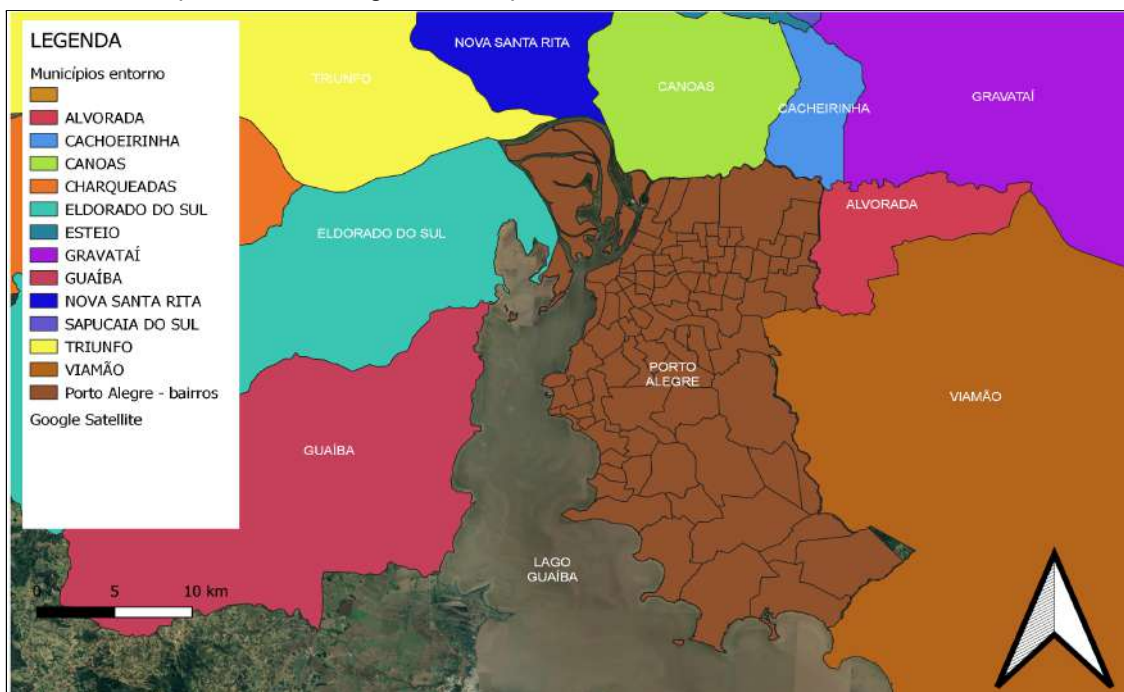 LEGENDA
Municípios entorno
ALVORADA
CACHOEIRINHA
CANOAS
CHARQUEADAS
ELDORADO DO SUL
ESTEIO
GRAVATAÍ
GUAÍBA
NOVA SANTA RITA
SAPUCAIA DO SUL
TRIUNFO
VIAMÃO
Porto Alegre - bairros
Google Satellite
0 5 10 km
NOVA SANTA RITA
TRIUNFO
CANOAS
CACHEIRINHA
GRAVATAÍ
ALVORADA
ELDORADO DO SUL
PORTO
ALEGRE
VIAMÃO
GUAÍBA
LAGO
GUAÍBA